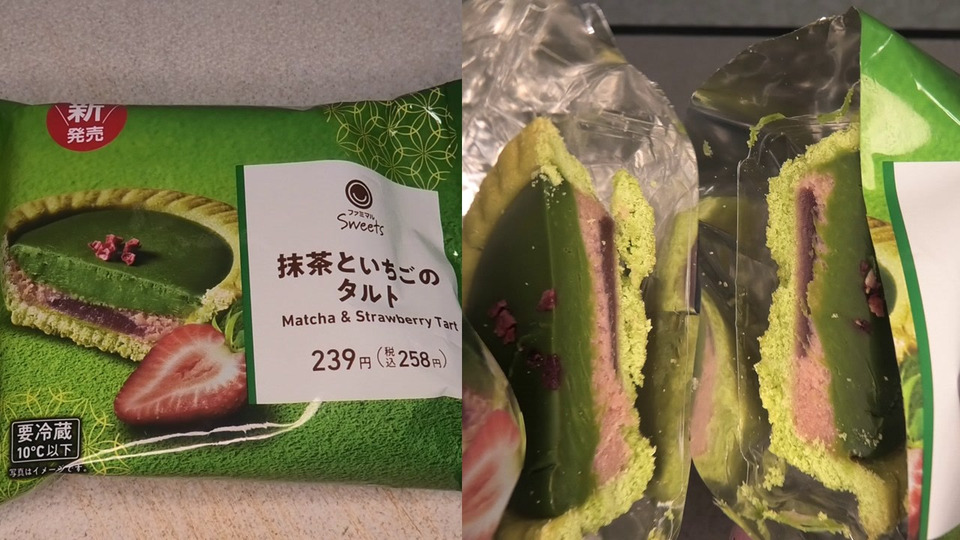 新
発売
ファミマル
Sweets
抹茶といちごの
タルト
Matcha & Strawberry Tart
239円(税込258円)
要冷蔵
10℃以下
写真はイメージです。